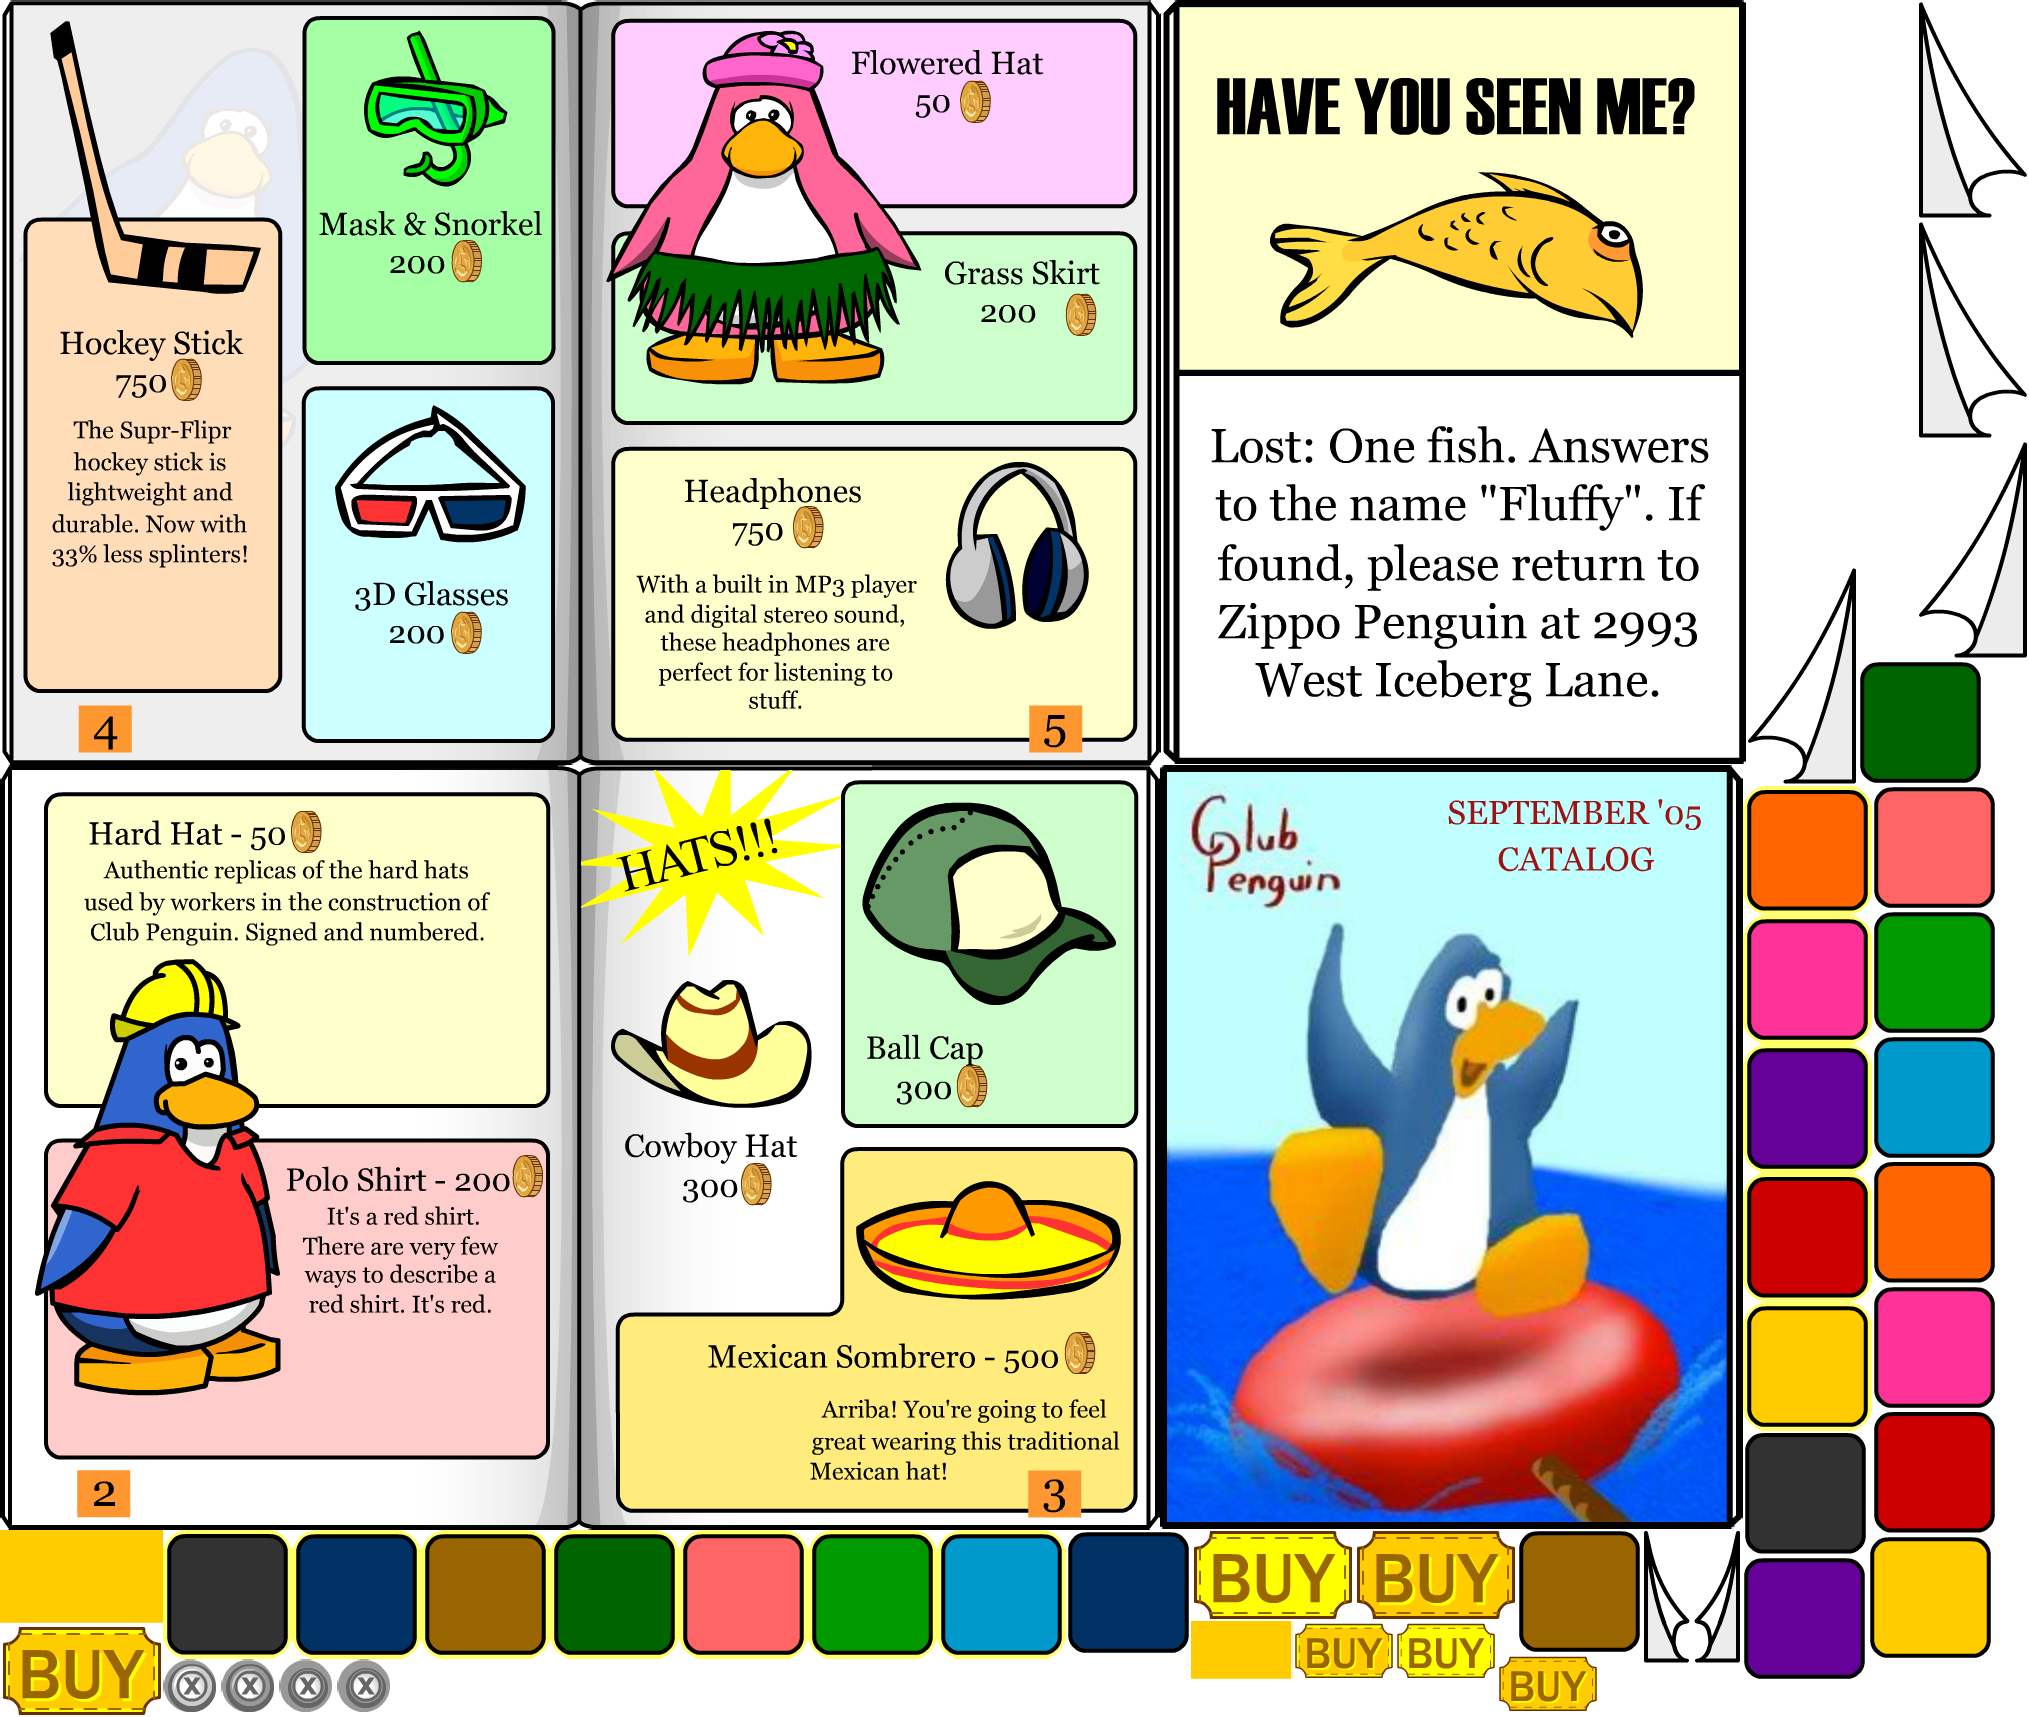 Hockey Stick
750
The Supr-Flipr
hockey stick is
lightweight and
durable. Now with
33% less splinters!
Mask & Snorkel
200
3D Glasses
200
4
Flowered Hat
50
Grass Skirt
200
Headphones
750
With a built in MP3 player
and digital stereo sound,
these headphones are
perfect for listening to
stuff.
5
HAVE YOU SEEN ME?
Lost: One fish. Answers
to the name "Fluffy". If
found, please return to
Zippo Penguin at 2993
West Iceberg Lane.
Hard Hat - 50
Authentic replicas of the hard hats
used by workers in the construction of
Club Penguin. Signed and numbered.
Polo Shirt - 200
It's a red shirt.
There are very few
ways to describe a
red shirt. It's red.
2
HATS!!!
Cowboy Hat
300
Ball Cap
300
Mexican Sombrero - 500
Arriba! You're going to feel
great wearing this traditional
Mexican hat!
3
Club
Penguin
SEPTEMBER '05
CATALOG
BUY
BUY
BUY
BUY
BUY
BUY
X
X
X
X